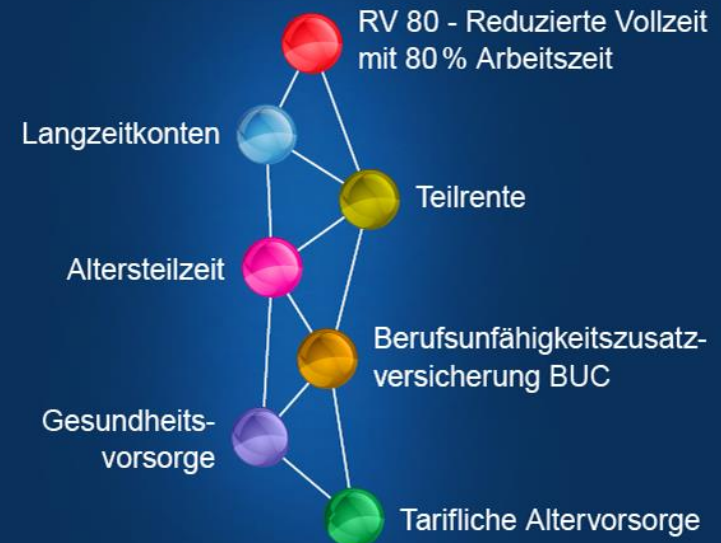 RV 80 - Reduzierte Vollzeit
mit 80 % Arbeitszeit
Langzeitkonten
Teilrente
Altersteilzeit
Berufsunfähigkeitszusatz-
versicherung BUC
Gesundheits-
vorsorge
Tarifliche Altervorsorge